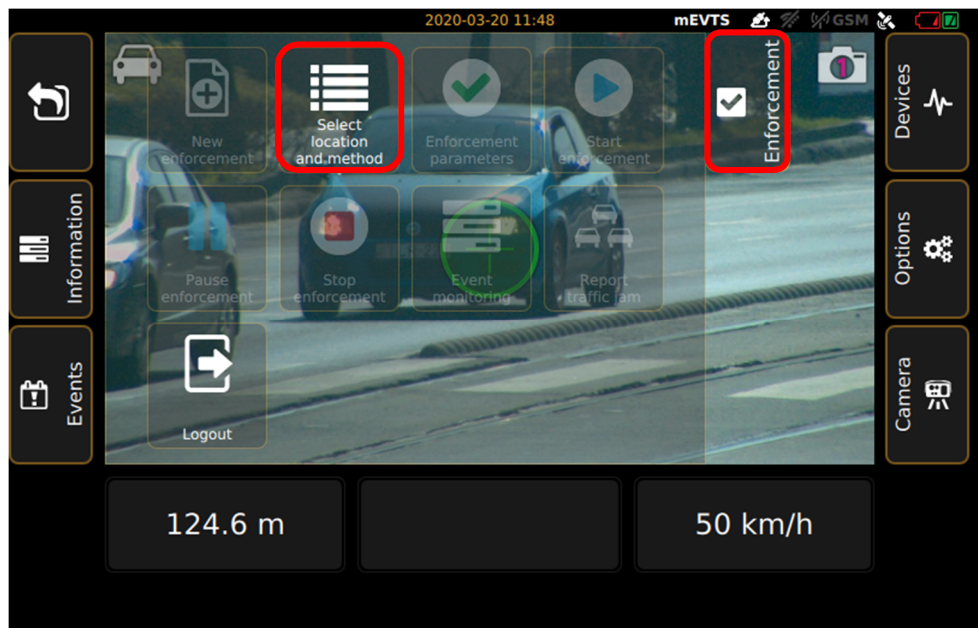 2020-03-20 11:48
mEVTS
GSM
New
enforcement
Select
location
and method
Enforcement
parameters
Start
enforcement
Enforcement
1
Devices
Information
Pause
enforcement
Stop
enforcement
Event
monitoring
Report
traffic jam
Options
Events
Logout
Camera
124.6 m
50 km/h